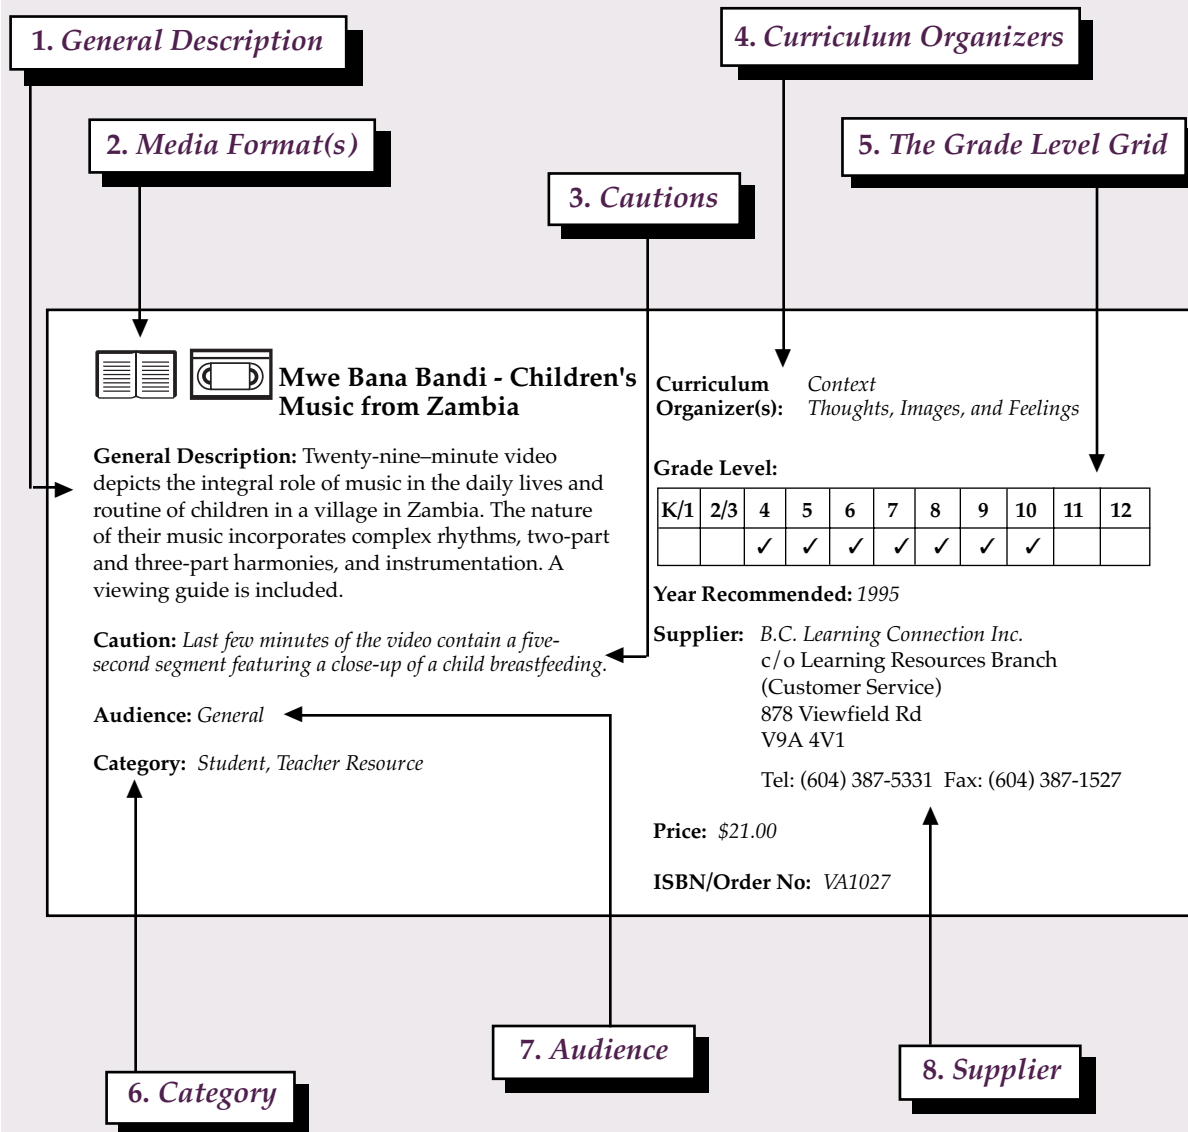 1. General Description
4. Curriculum Organizers
2. Media Format(s)
5. The Grade Level Grid
3. Cautions
Mwe Bana Bandi - Children's
Music from Zambia
General Description: Twenty-nine–minute video
depicts the integral role of music in the daily lives and
routine of children in a village in Zambia. The nature
of their music incorporates complex rhythms, two-part
and three-part harmonies, and instrumentation. A
viewing guide is included.
Caution: Last few minutes of the video contain a five-
second segment featuring a close-up of a child breastfeeding.
Audience: General
Category: Student, Teacher Resource
Curriculum Context
Organizer(s): Thoughts, Images, and Feelings
Grade Level:
K/1 2/3 4 5 6 7 8 9 10 11 12
✓ ✓ ✓ ✓ ✓ ✓ ✓
Year Recommended: 1995
Supplier: B.C. Learning Connection Inc.
c/o Learning Resources Branch
(Customer Service)
878 Viewfield Rd
V9A 4V1
Tel: (604) 387-5331 Fax: (604) 387-1527
Price: $21.00
ISBN/Order No: VA1027
7. Audience
8. Supplier
6. Category